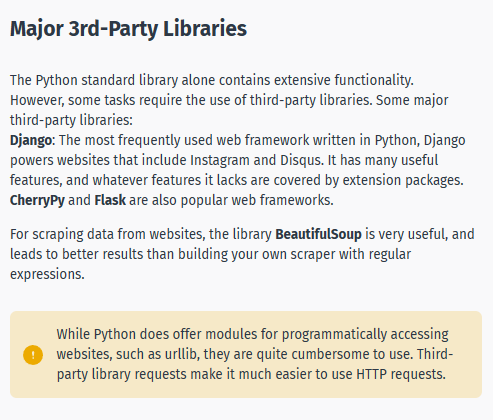 Major 3rd-Party Libraries
The Python standard library alone contains extensive functionality.
However, some tasks require the use of third-party libraries. Some major
third-party libraries:
Django: The most frequently used web framework written in Python, Django
powers websites that include Instagram and Disqus. It has many useful
features, and whatever features it lacks are covered by extension packages.
CherryPy and Flask are also popular web frameworks.
For scraping data from websites, the library BeautifulSoup is very useful, and
leads to better results than building your own scraper with regular
expressions.
While Python does offer modules for programmatically accessing
websites, such as urllib, they are quite cumbersome to use. Third-
party library requests make it much easier to use HTTP requests.